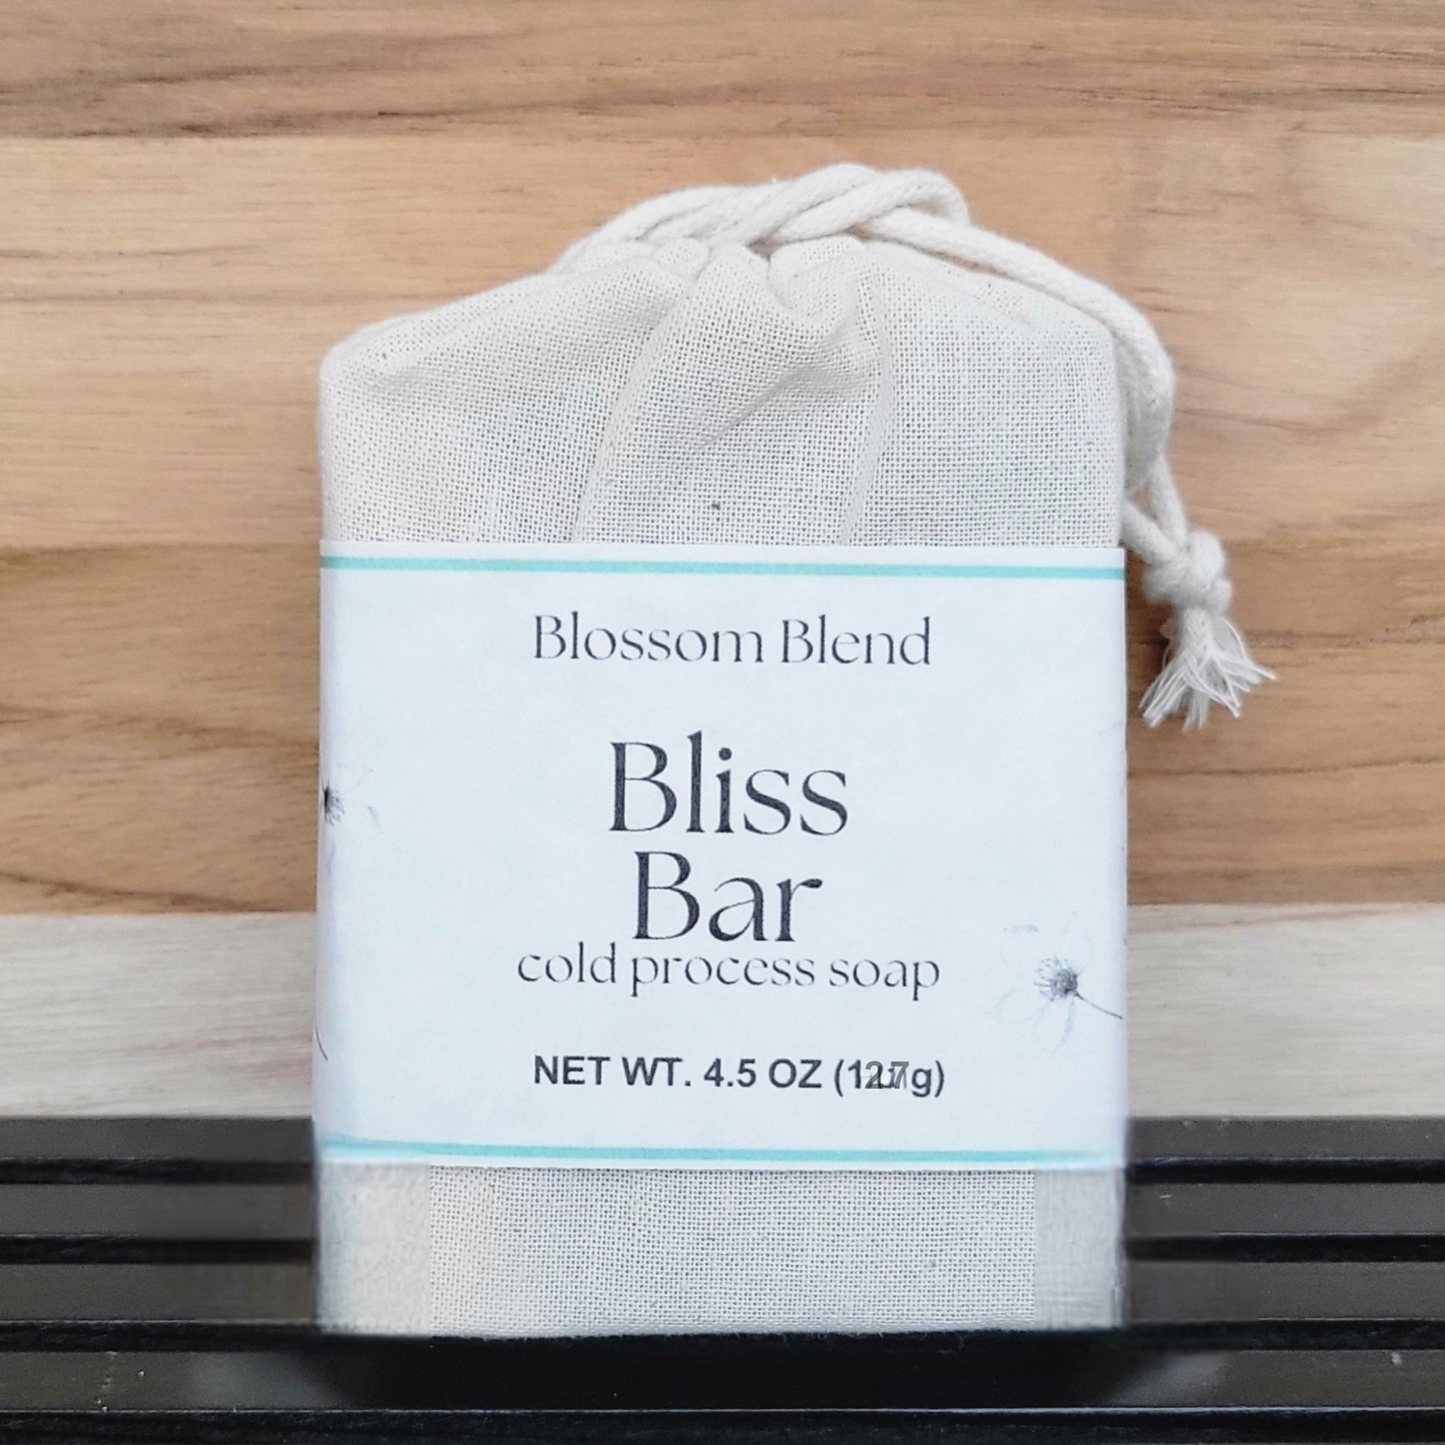 Blossom Blend
Bliss
Bar
cold process soap
NET WT. 4.5 OZ (127g)